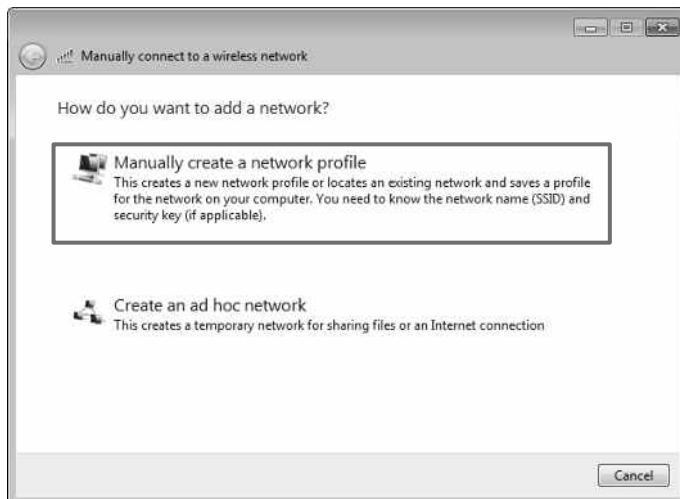 Manually connect to a wireless network
How do you want to add a network?
Manually create a network profile
This creates a new network profile or locates an existing network and saves a profile
for the network on your computer. You need to know the network name (SSID) and
security key (if applicable).
Create an ad hoc network
This creates a temporary network for sharing files or an Internet connection
Cancel